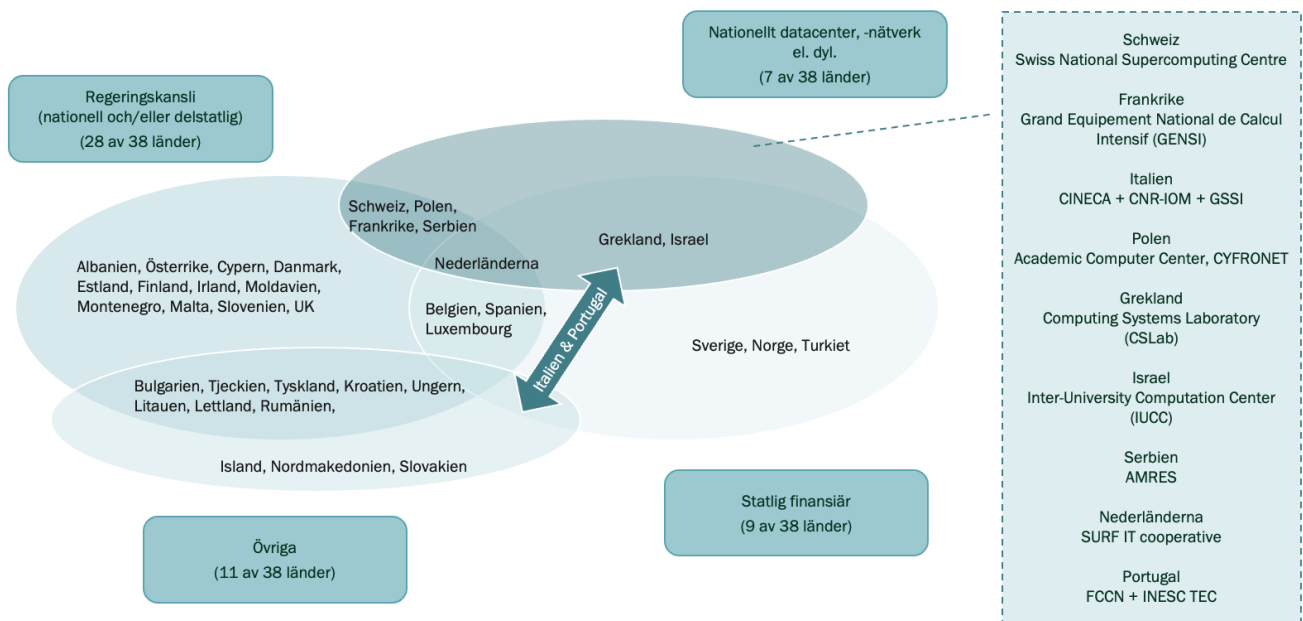 Nationellt datacenter, -nätverk
el. dyl.
(7 av 38 länder)
Regeringskansli
(nationell och/eller delstatlig)
(28 av 38 länder)
Schweiz, Polen,
Frankrike, Serbien
Grekland, Israel
Nederländerna
Albanien, Österrike, Cypern, Danmark,
Estland, Finland, Irland, Moldavien,
Montenegro, Malta, Slovenien, UK
Belgien, Spanien,
Luxembourg
Italien & Portugal
Sverige, Norge, Turkiet
Bulgarien, Tjeckien, Tyskland, Kroatien, Ungern,
Litauen, Lettland, Rumänien,
Island, Nordmakedonien, Slovakien
Statlig finansiär
(9 av 38 länder)
Övriga
(11 av 38 länder)
Schweiz
Swiss National Supercomputing Centre
Frankrike
Grand Equipement National de Calcul
Intensif (GENSI)
Italien
CINECA + CNR-IOM + GSSI
Polen
Academic Computer Center, CYFRONET
Grekland
Computing Systems Laboratory
(CSLab)
Israel
Inter-University Computation Center
(IUCC)
Serbien
AMRES
Nederländerna
SURF IT cooperative
Portugal
FCCN + INESC TEC